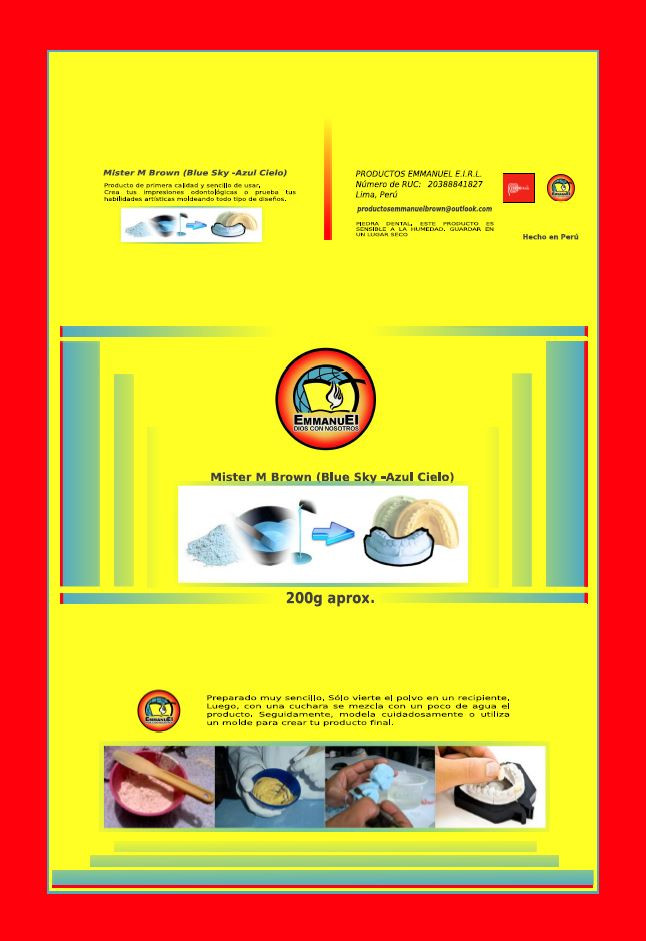 Mister M Brown (Blue Sky -Azul Cielo)
Producto de primera calidad y sencillo de usar,
Crea tus impresiones odontológicas o prueba tus
habilidades artísticas moldeando todo tipo de diseños.
PRODUCTOS EMMANUEL E.I.R.L.
Número de RUC: 20388841827
Lima, Perú
productosemmanuelbrown@outlook.com
PIEDRA DENTAL, ESTE PRODUCTO ES
SENSIBLE A LA HUMEDAD. GUARDAR EN
UN LUGAR SECO
Hecho en Perú
EMMANUEl
DIOS CON NOSOTROS
Mister M Brown (Blue Sky –Azul Cielo)
200g aprox.
EMMANUEl
Preparado muy sencillo, Sólo vierte el polvo en un recipiente,
Luego, con una cuchara se mezcla con un poco de agua el
producto. Seguidamente, modela cuidadosamente o utiliza
un molde para crear tu producto final.